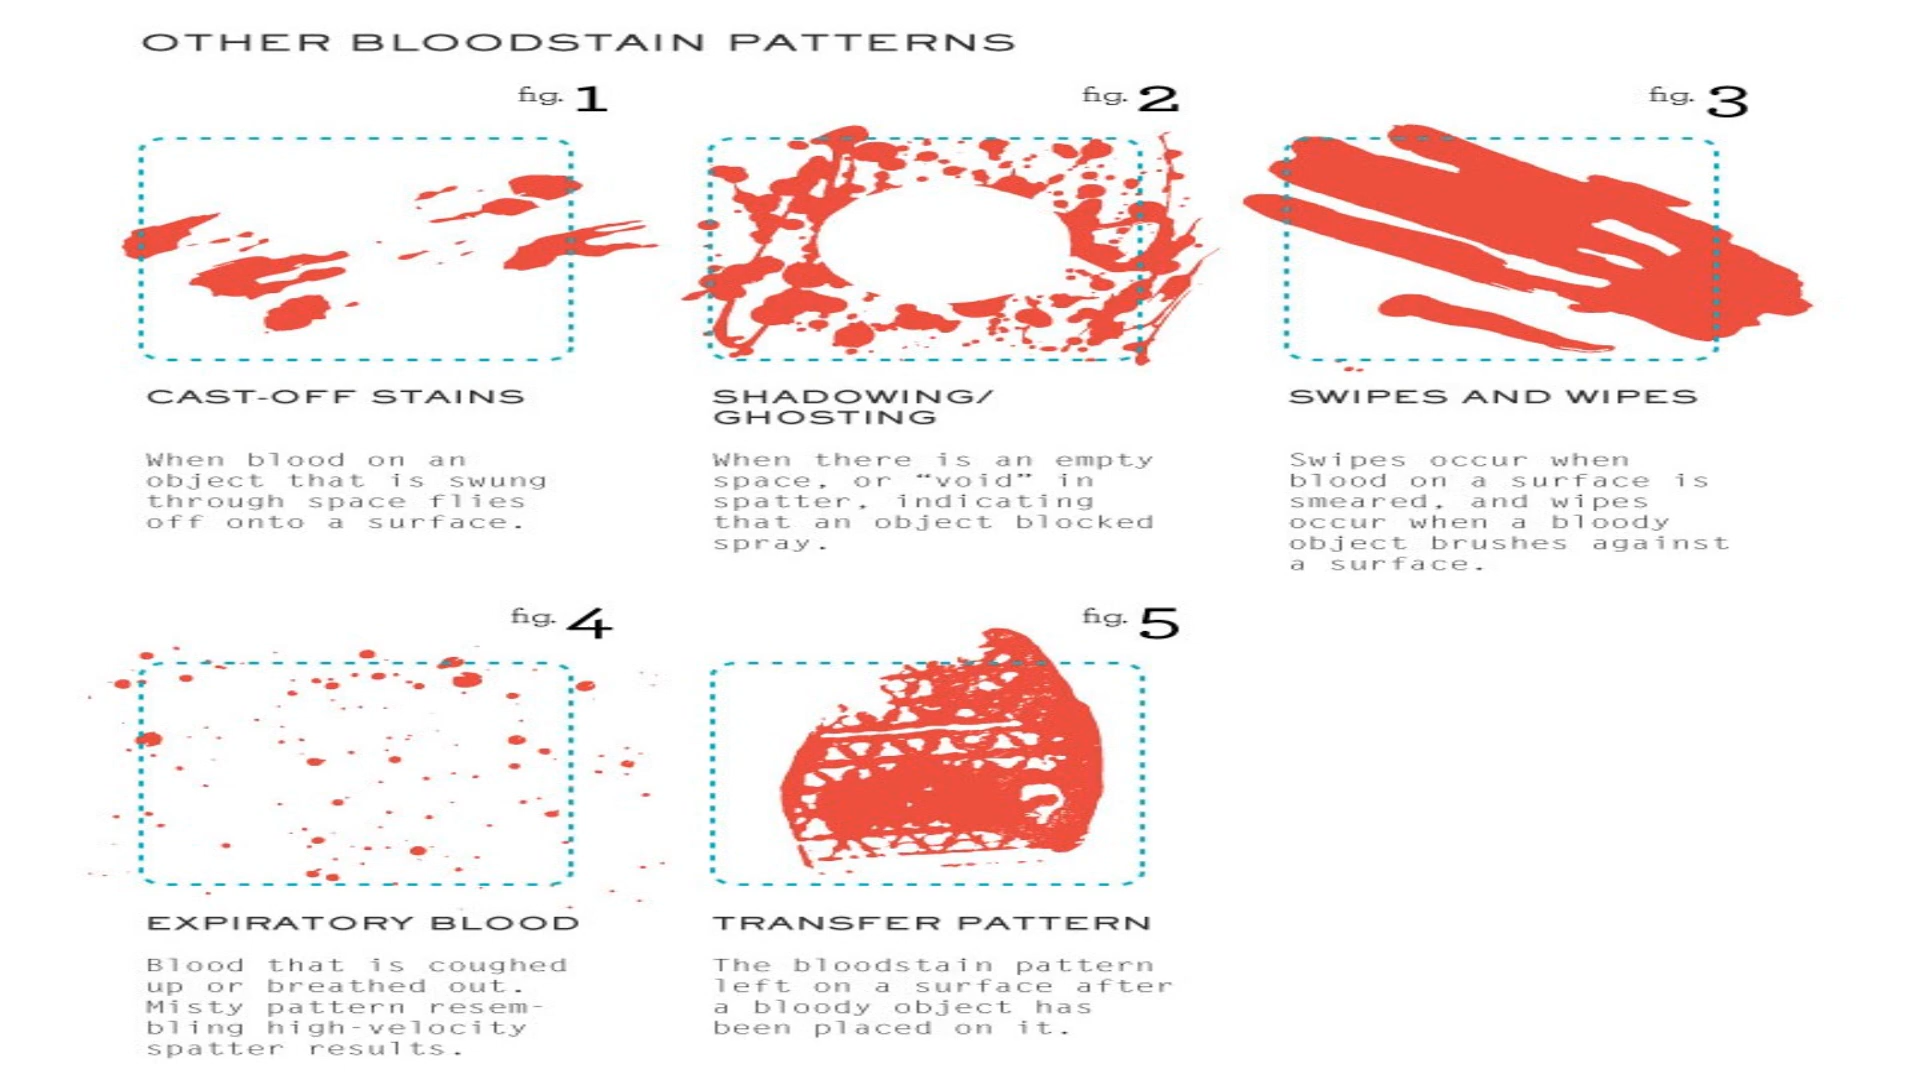 OTHER BLOODSTAIN PATTERNS
fig. 1
fig. 2
fig. 3
CAST-OFF STAINS
When blood on an
object that is swung
through space flies
off onto a surface.
SHADOWING/
GHOSTING
When there is an empty
space, or “void” in
spatter, indicating
that an object blocked
spray.
SWIPES AND WIPES
Swipes occur when
blood on a surface is
smeared, and wipes
occur when a bloody
object brushes against
a surface.
fig. 4
fig. 5
EXPIRATORY BLOOD
Blood that is coughed
up or breathed out.
Misty pattern resem-
bling high-velocity
spatter results.
TRANSFER PATTERN
The bloodstain pattern
left on a surface after
a bloody object has
been placed on it.